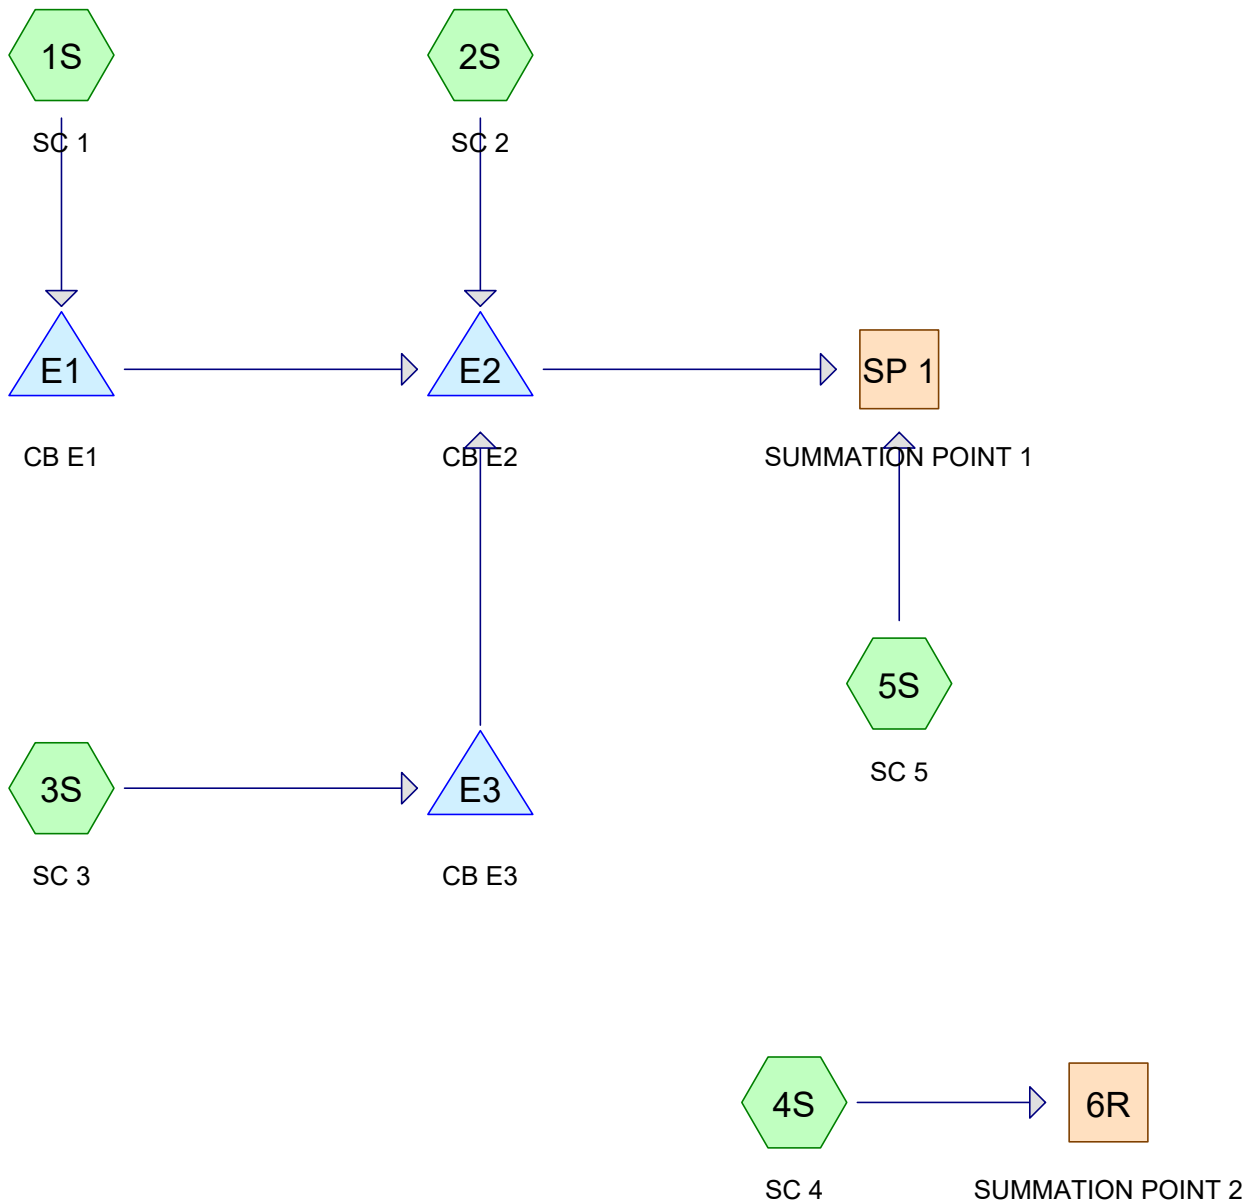 1S
2S
SC 1
SC 2
E1
E2
SP 1
CB E1
CB E2
SUMMATION POINT 1
5S
SC 5
3S
E3
SC 3
CB E3
4S
6R
SC 4
SUMMATION POINT 2